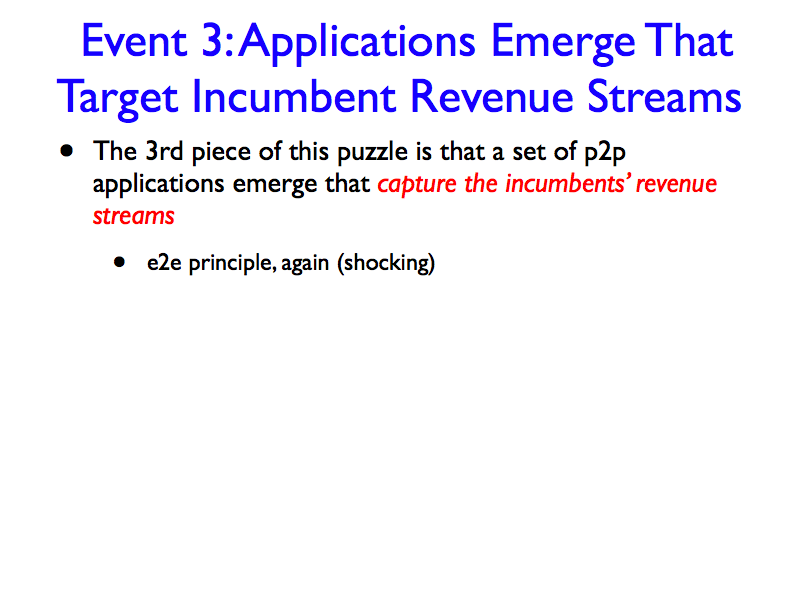 Event 3: Applications Emerge That
Target Incumbent Revenue Streams
• The 3rd piece of this puzzle is that a set of p2p
applications emerge that capture the incumbents’ revenue
streams
• e2e principle, again (shocking)